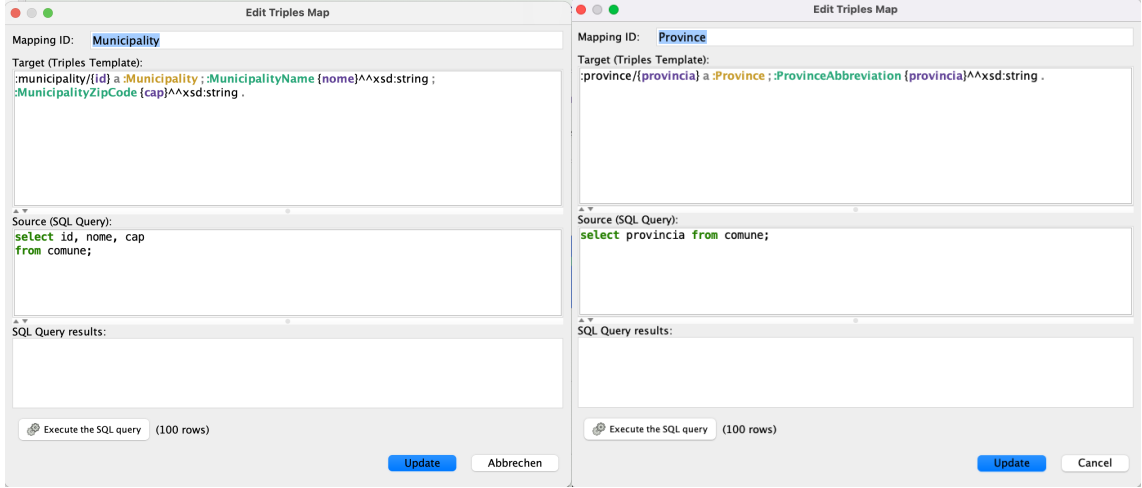 Edit Triples Map
Mapping ID: Municipality
Target (Triples Template):
:municipality/{id} a :Municipality ; :MunicipalityName {nome}^^xsd:string ;
:MunicipalityZipCode {cap}^^xsd:string .
Source (SQL Query):
select id, nome, cap
from comune;
SQL Query results:
Execute the SQL query (100 rows)
Update Abbrechen
Edit Triples Map
Mapping ID: Province
Target (Triples Template):
:province/{provincia} a :Province ; :ProvinceAbbreviation {provincia}^^xsd:string .
Source (SQL Query):
select provincia from comune;
SQL Query results:
Execute the SQL query (100 rows)
Update Cancel